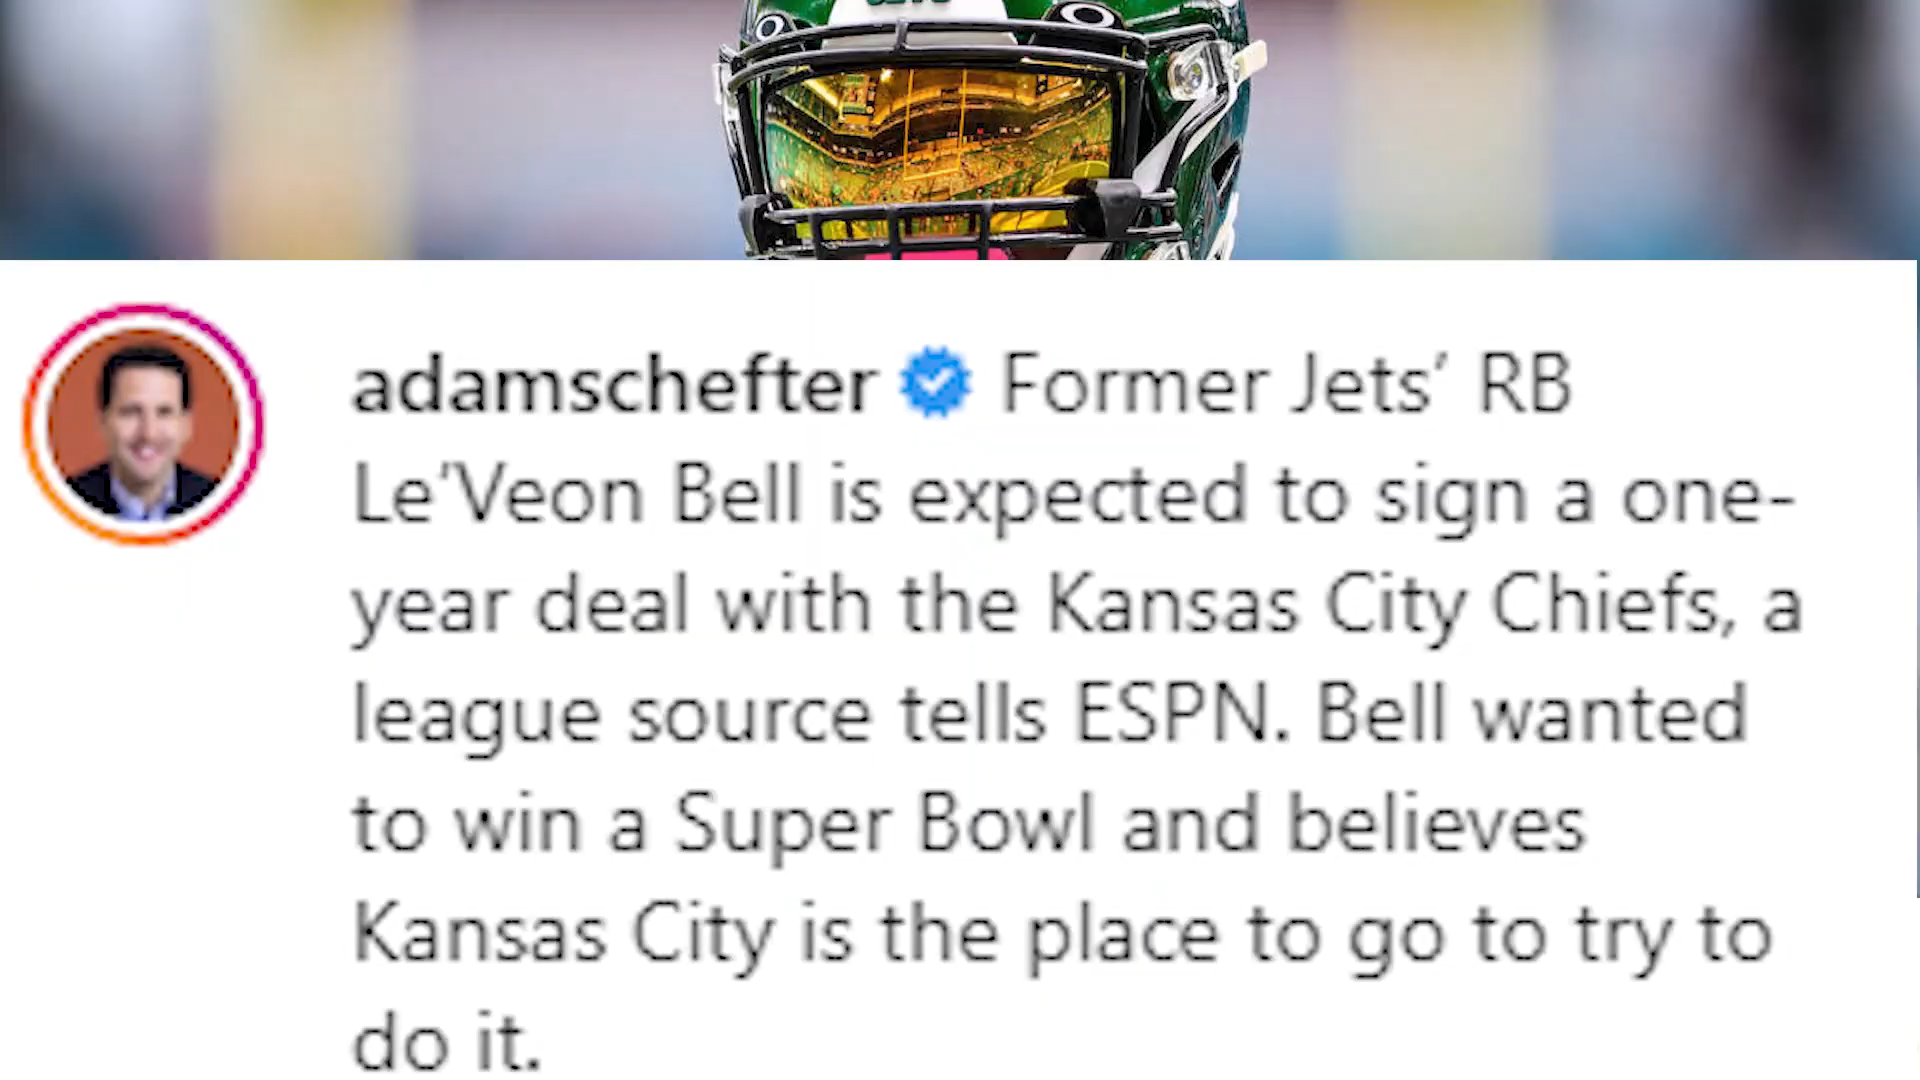 adamschefter Former Jets’ RB
Le’Veon Bell is expected to sign a one-
year deal with the Kansas City Chiefs, a
league source tells ESPN. Bell wanted
to win a Super Bowl and believes
Kansas City is the place to go to try to
do it.